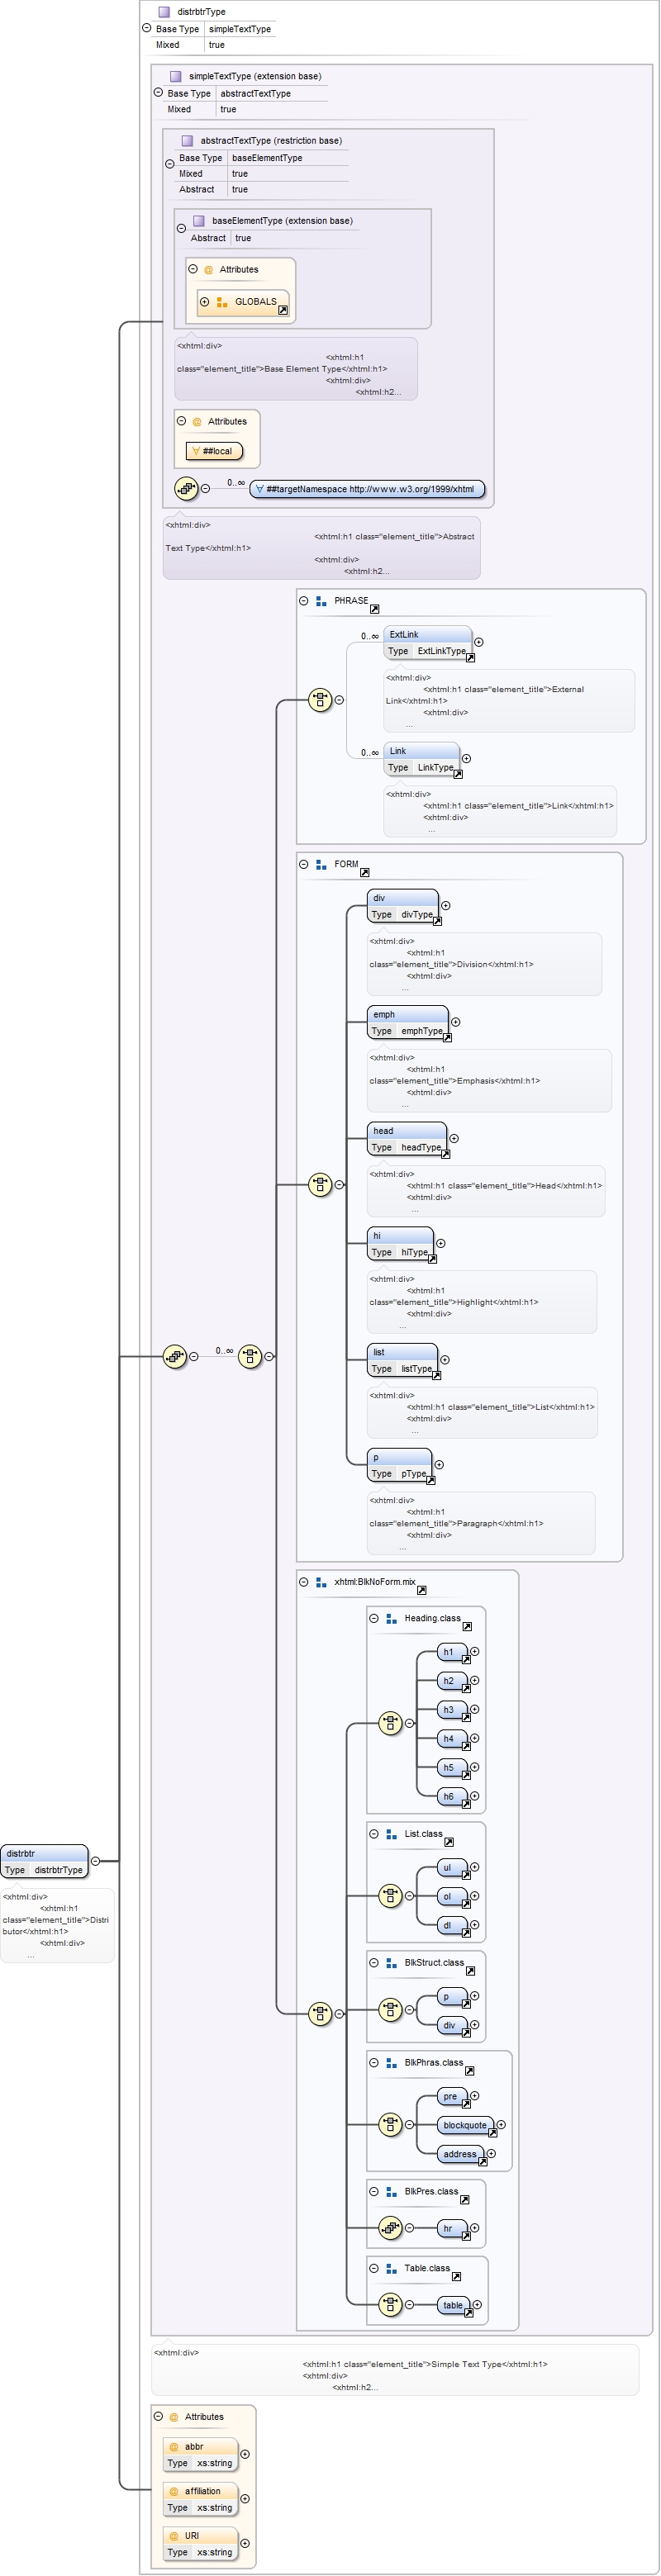 distrbtrType
Base Type simpleTextType
Mixed true
simpleTextType (extension base)
Base Type abstractTextType
Mixed true
abstractTextType (restriction base)
Base Type baseElementType
Mixed true
Abstract true
baseElementType (extension base)
Abstract true
@ Attributes
GLOBALS
<xhtml:div>
<xhtml:h1
class="element_title">Base Element Type</xhtml:h1>
<xhtml:div>
<xhtml:h2...
@ Attributes
##local
0..∞ ##targetNamespace http://www.w3.org/1999/xhtml
<xhtml:div>
<xhtml:h1 class="element_title">Abstract
Text Type</xhtml:h1>
<xhtml:div>
<xhtml:h2...
PHRASE
0..∞ ExtLink
Type ExtLinkType
<xhtml:div>
<xhtml:h1 class="element_title">External
Link</xhtml:h1>
<xhtml:div>
...
0..∞ Link
Type LinkType
<xhtml:div>
<xhtml:h1 class="element_title">Link</xhtml:h1>
<xhtml:div>
...
FORM
div
Type divType
<xhtml:div>
<xhtml:h1
class="element_title">Division</xhtml:h1>
<xhtml:div>
...
emph
Type emphType
<xhtml:div>
<xhtml:h1
class="element_title">Emphasis</xhtml:h1>
<xhtml:div>
...
head
Type headType
<xhtml:div>
<xhtml:h1 class="element_title">Head</xhtml:h1>
<xhtml:div>
...
hi
Type hiType
<xhtml:div>
<xhtml:h1
class="element_title">Highlight</xhtml:h1>
<xhtml:div>
...
0..∞
list
Type listType
<xhtml:div>
<xhtml:h1 class="element_title">List</xhtml:h1>
<xhtml:div>
...
p
Type pType
<xhtml:div>
<xhtml:h1
class="element_title">Paragraph</xhtml:h1>
<xhtml:div>
...
xhtml:BlkNoForm.mix
Heading.class
h1
h2
h3
h4
h5
h6
List.class
ul
ol
dl
distrbtr
Type distrbtrType
<xhtml:div>
<xhtml:h1
class="element_title">Distri
butor</xhtml:h1>
<xhtml:div>
...
BlkStruct.class
p
div
BlkPhras.class
pre
blockquote
address
BlkPres.class
hr
Table.class
table
<xhtml:div>
<xhtml:h1 class="element_title">Simple Text Type</xhtml:h1>
<xhtml:div>
<xhtml:h2...
@ Attributes
@ abbr
Type xs:string
@ affiliation
Type xs:string
@ URI
Type xs:string